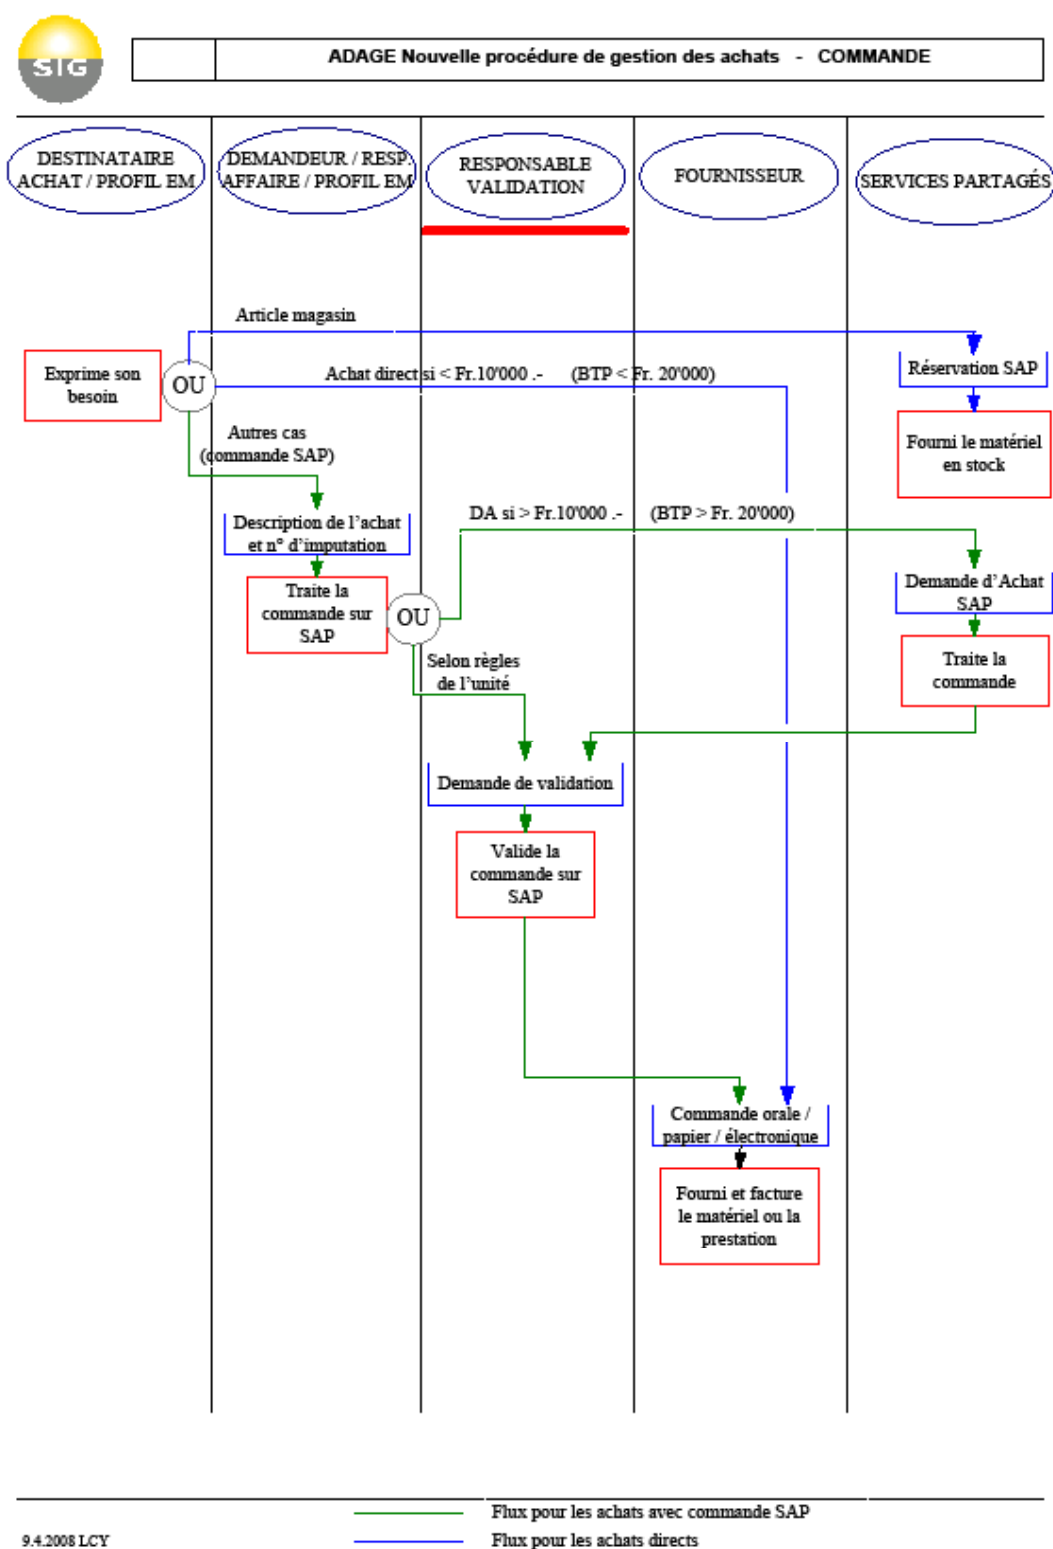 SIG
ADAGE Nouvelle procédure de gestion des achats - COMMANDE
DESTINATAIRE
ACHAT / PROFIL EM
DEMANDEUR / RESP.
AFFAIRE / PROFIL EM
RESPONSABLE
VALIDATION
FOURNISSEUR
SERVICES PARTAGÉS
Article magasin
Exprime son
besoin
OU
Achat direct si < Fr.10'000 .- (BTP < Fr. 20'000)
Réservation SAP
Autres cas
(commande SAP)
Fourni le matériel
en stock
Description de l'achat
et n° d'imputation
DA si > Fr.10'000 .- (BTP > Fr. 20'000)
Traite la
commande sur
SAP
OU
Demande d'Achat
SAP
Selon règles
de l'unité
Traite la
commande
Demande de validation
Valide la
commande sur
SAP
Commande orale /
papier / électronique
Fourni et facture
le matériel ou la
prestation
Flux pour les achats avec commande SAP
9.4.2008 LCY
Flux pour les achats directs